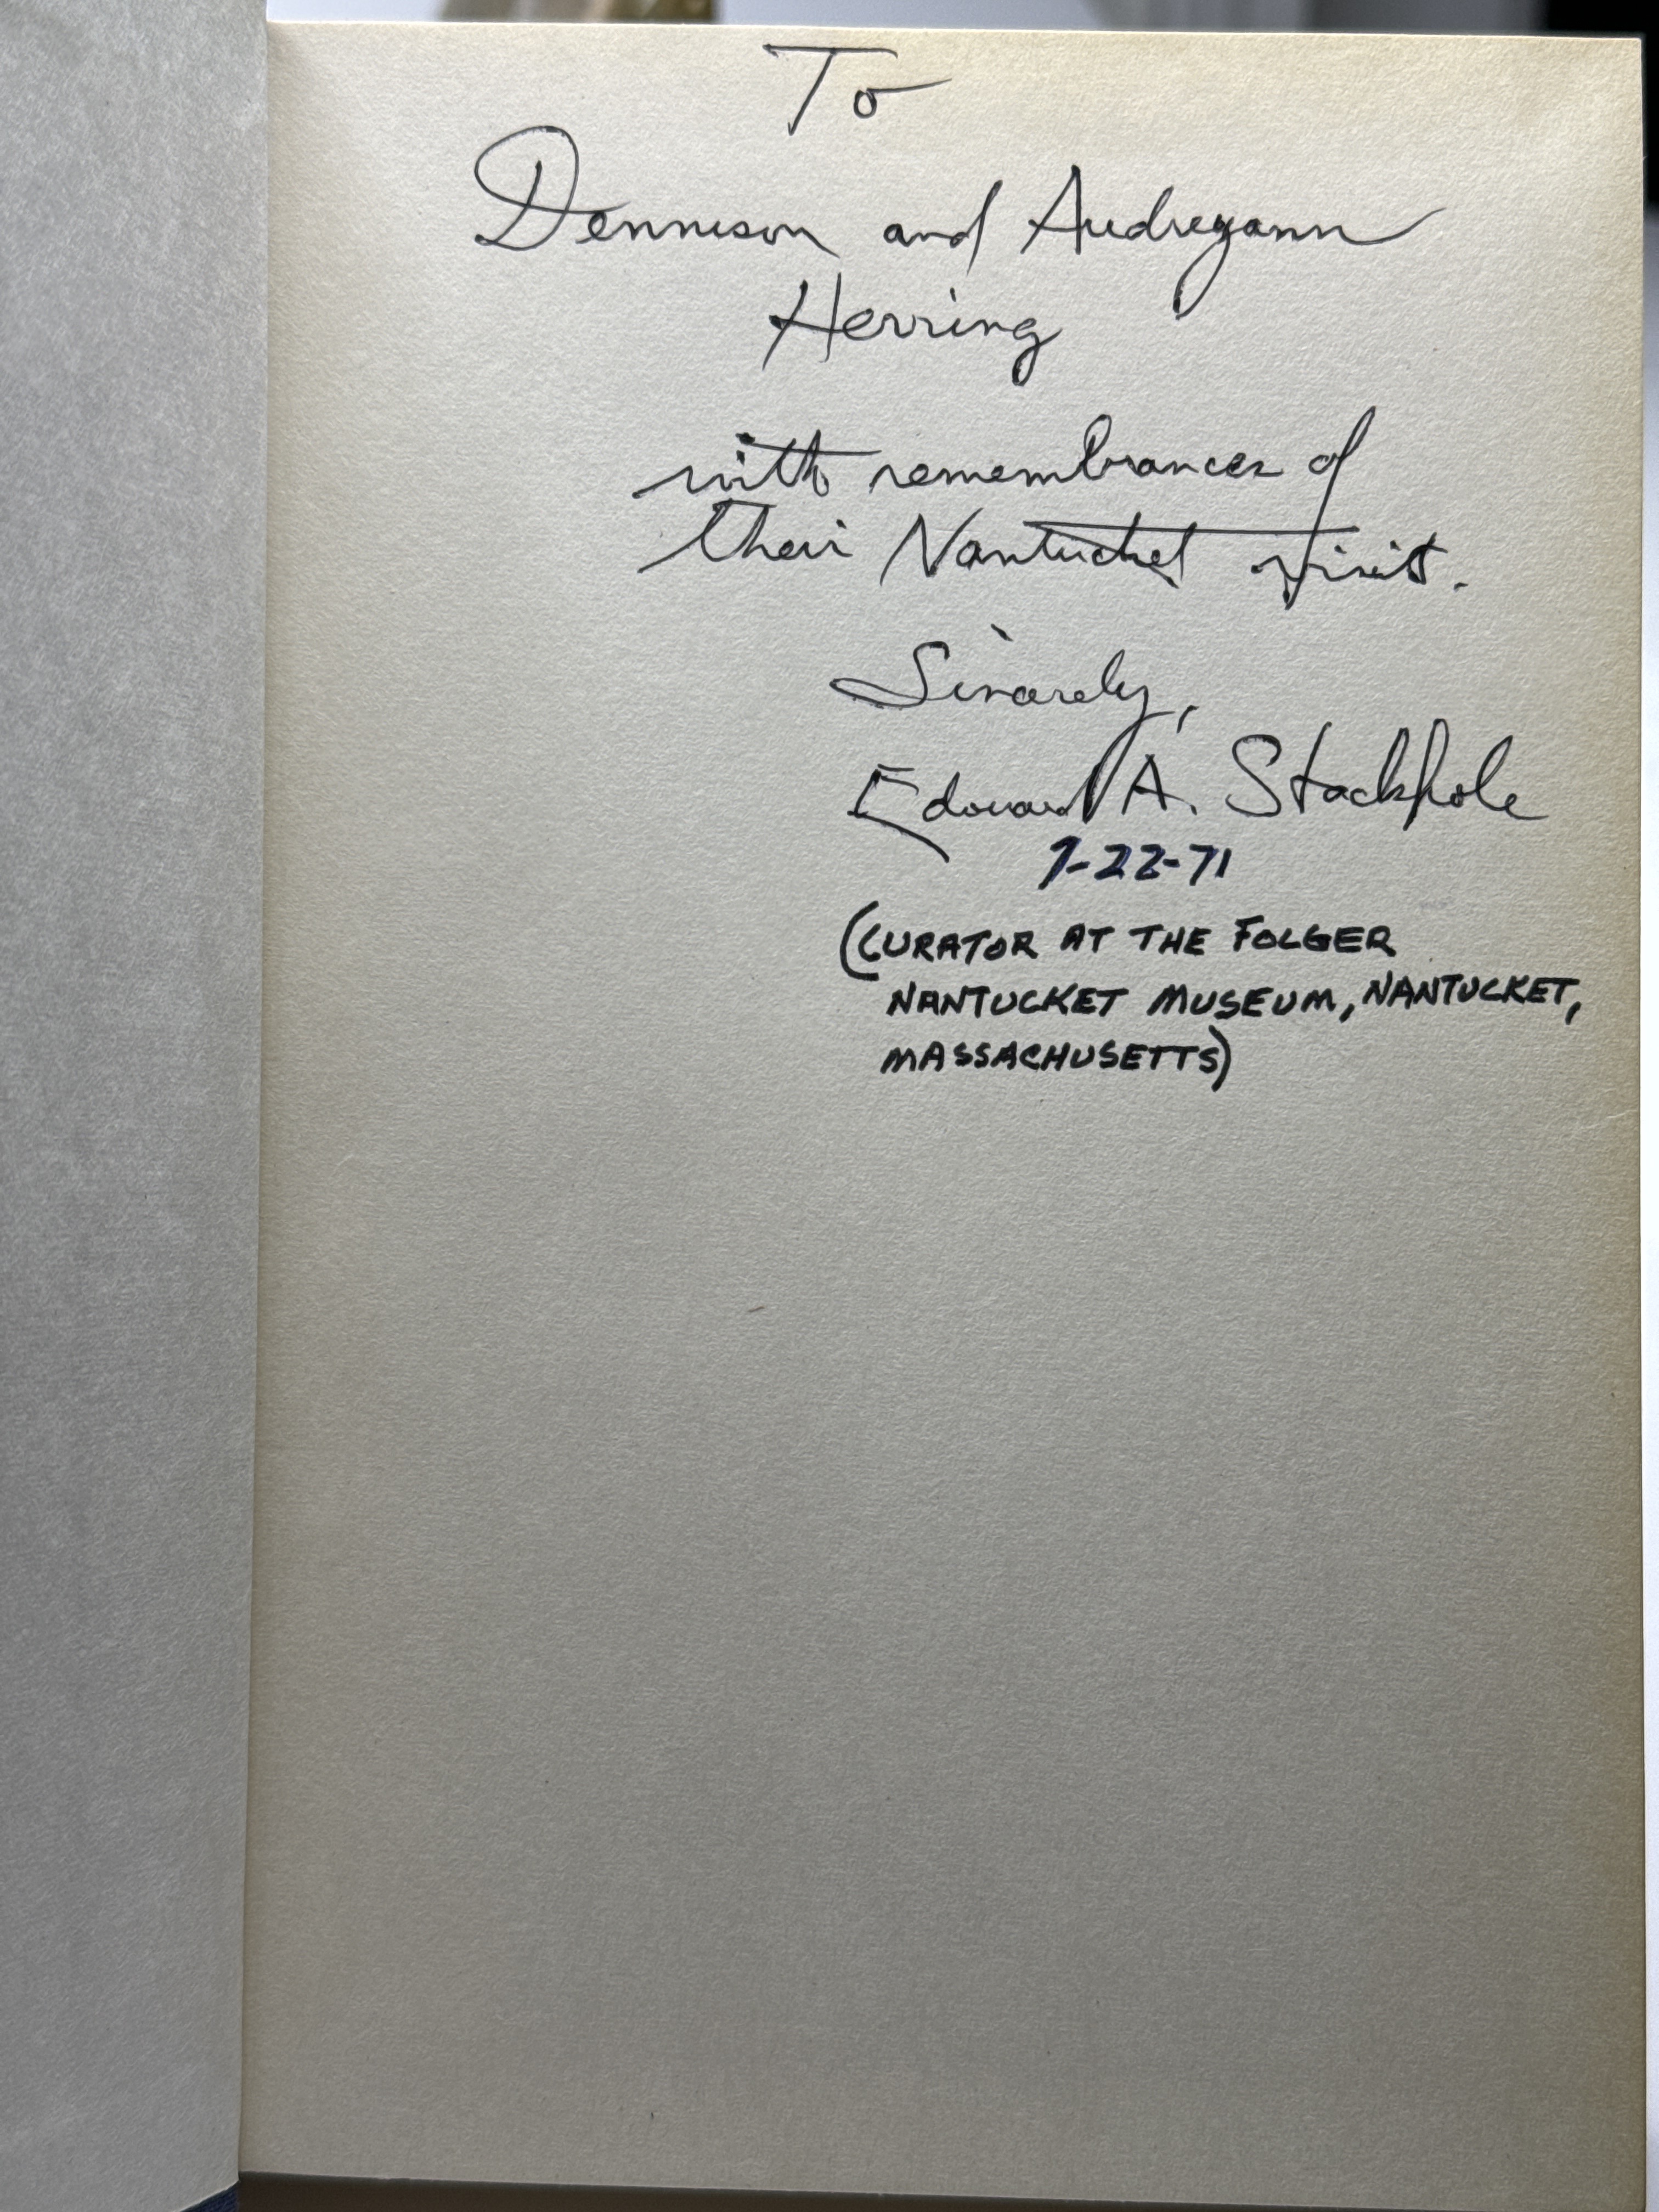 To
Dennison and Audreyann
Herring
with remembrances of
their Nantucket visit.
Sincerely,
Edouard A. Stackpole
7-22-71
(CURATOR AT THE FOLGER
NANTUCKET MUSEUM, NANTUCKET,
MASSACHUSETTS)